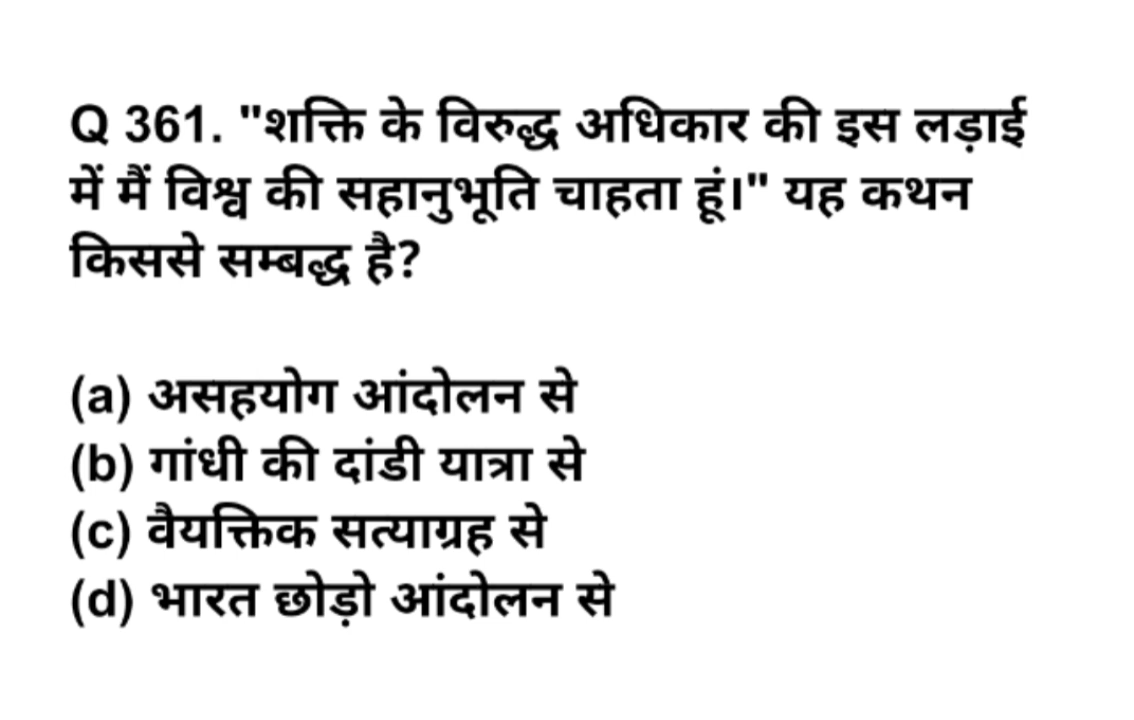 Q 361. "शक्ति के विरुद्ध अधिकार की इस लड़ाई
में मैं विश्व की सहानुभूति चाहता हूं।" यह कथन
किससे सम्बद्ध है?
(a) असहयोग आंदोलन से
(b) गांधी की दांडी यात्रा से
(c) वैयक्तिक सत्याग्रह से
(d) भारत छोड़ो आंदोलन से